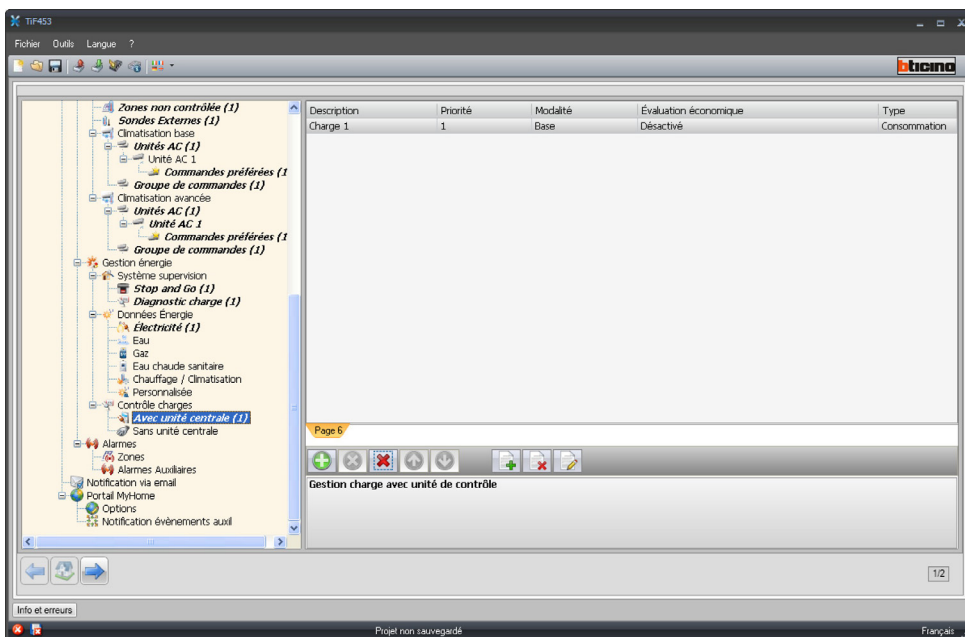 TiF453
Fichier Outils Langue ?
bticino
Zones non contrôlée (1)
Sondes Externes (1)
Climatisation base
Unités AC (1)
Unité AC 1
Commandes préférées (1
Groupe de commandes (1)
Climatisation avancée
Unités AC (1)
Unité AC 1
Commandes préférées (1
Groupe de commandes (1)
Gestion énergie
Système supervision
Stop and Go (1)
Diagnostic charge (1)
Données Énergie
Électricité (1)
Eau
Gaz
Eau chaude sanitaire
Chauffage / Climatisation
Personnalisée
Contrôle charges
Avec unité centrale (1)
Sans unité centrale
Alarmes
Zones
Alarmes Auxiliaires
Notification via email
Portail MyHome
Options
Notification évènements auxil
Description Priorité Modalité Évaluation économique Type
Charge 1 1 Base Désactivé Consommation
Page 6
Gestion charge avec unité de contrôle
1/2
Info et erreurs
Projet non sauvegardé Français